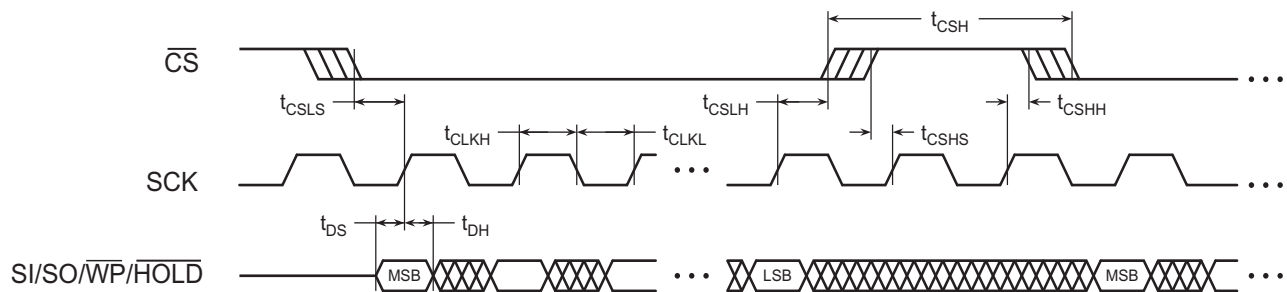 tCSH
CS
tCSLS
tCSLH
tCSHH
tCLKH
tCLKL
tCSHS
SCK
tDS
tDH
SI/SO/WP/HOLD
MSB
LSB
MSB